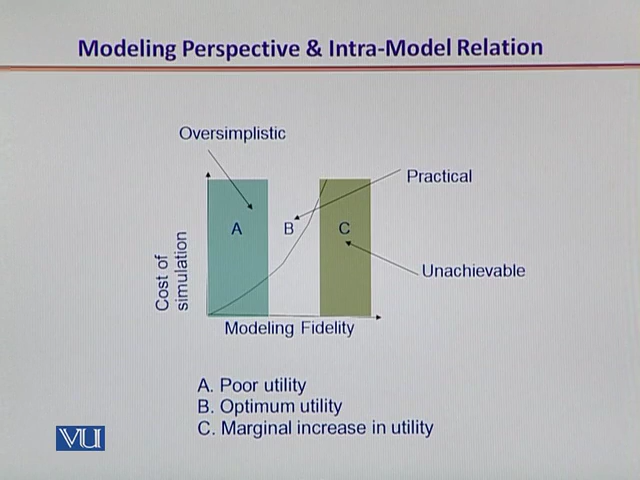 Modeling Perspective & Intra-Model Relation
Oversimplistic
Practical
A
B
C
Cost of
simulation
Unachievable
Modeling Fidelity
A. Poor utility
B. Optimum utility
C. Marginal increase in utility
VU